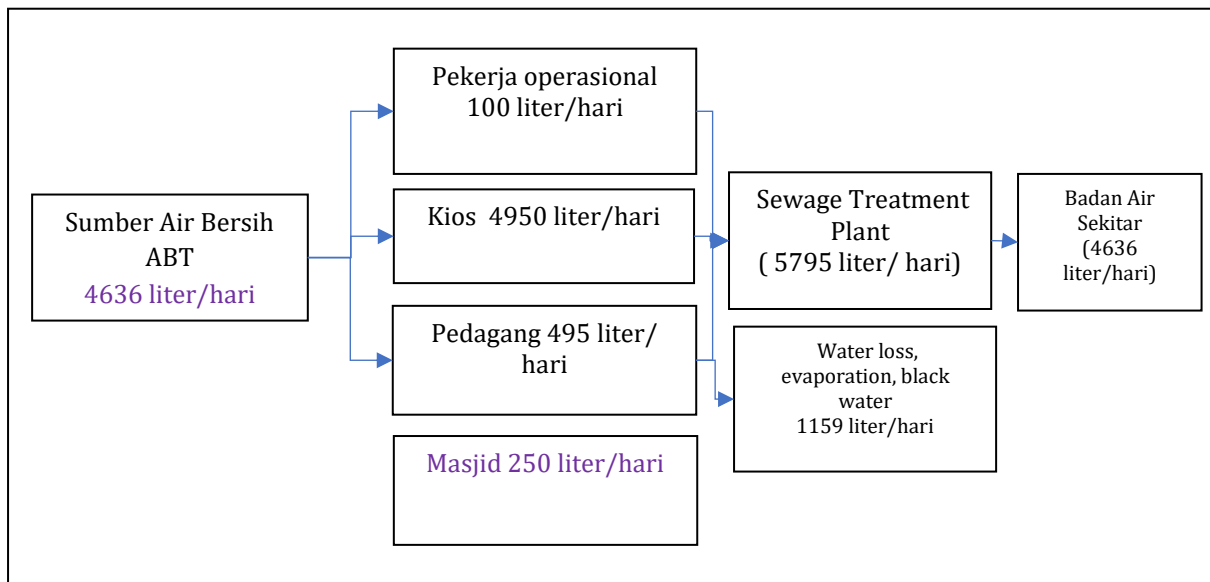 Sumber Air Bersih
ABT
4636 liter/hari
Pekerja operasional
100 liter/hari
Kios 4950 liter/hari
Pedagang 495 liter/
hari
Masjid 250 liter/hari
Sewage Treatment
Plant
( 5795 liter/ hari)
Water loss,
evaporation, black
water
1159 liter/hari
Badan Air
Sekitar
(4636
liter/hari)